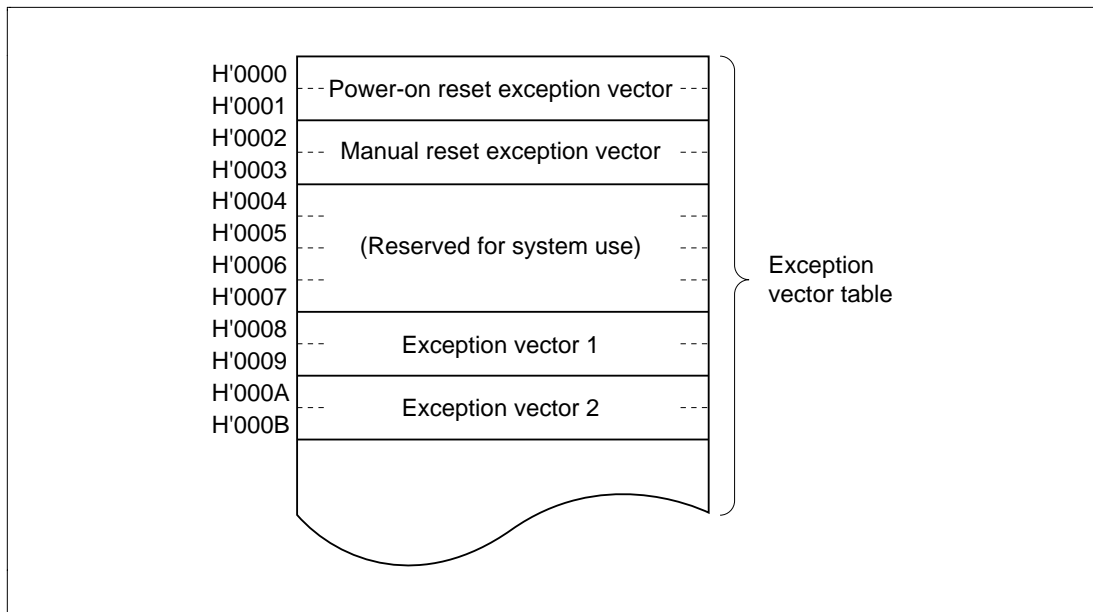 H'0000
H'0001
Power-on reset exception vector
H'0002
H'0003
Manual reset exception vector
H'0004
H'0005
H'0006
H'0007
(Reserved for system use)
H'0008
H'0009
Exception vector 1
H'000A
H'000B
Exception vector 2
Exception
vector table